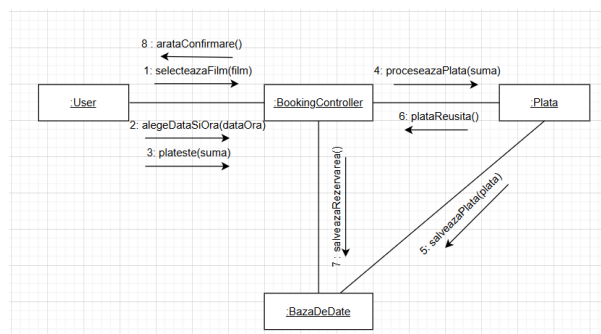 8 : arataConfirmare()
1: selecteazaFilm(film)
4: proceseazaPlata(suma)
:User
:BookingController
:Plata
2: alegeDataSiOra(dataOra)
6: plataReusita()
3: plateste(suma)
7 : salveazaRezervarea()
5: salveazaPlata(plata)
:BazaDeDate